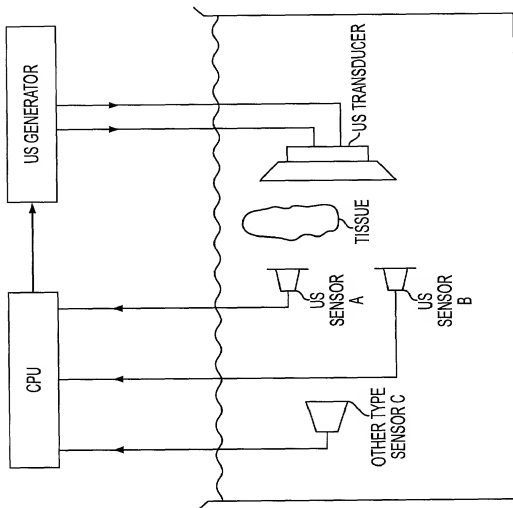 US GENERATOR
CPU
US TRANSDUCER
TISSUE
US
SENSOR
A
US
SENSOR
B
OTHER TYPE
SENSOR C